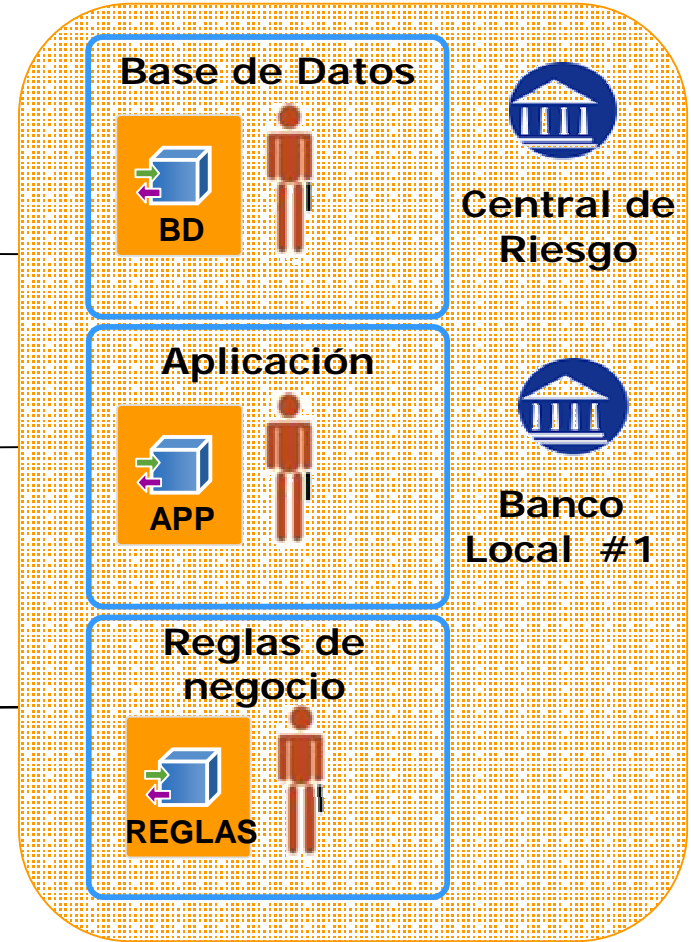 Base de Datos
BD
Central de
Riesgo
Aplicación
APP
Banco
Local #1
Reglas de
negocio
REGLAS